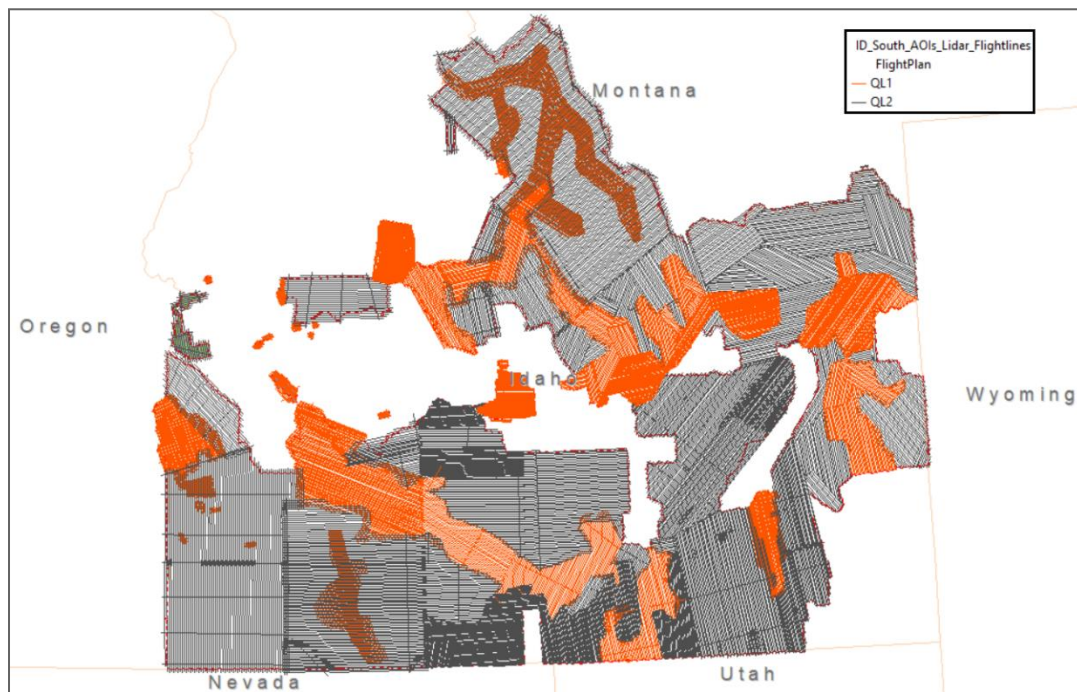 ID_South_AOIs_Lidar_Flightlines
FlightPlan
QL1
QL2
Montana
Oregon
Idaho
Wyoming
Nevada
Utah